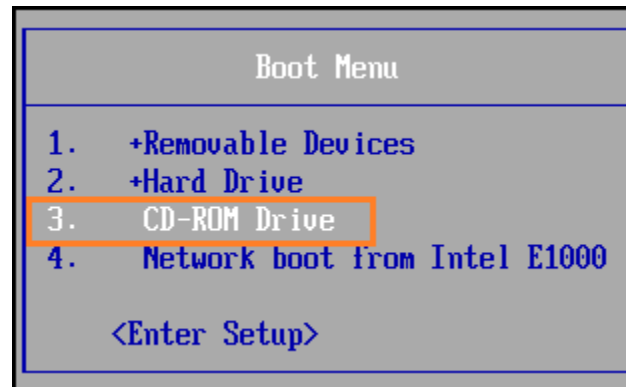 Boot Menu
1. +Removable Devices
2. +Hard Drive
3. CD-ROM Drive
4. Network boot from Intel E1000
<Enter Setup>